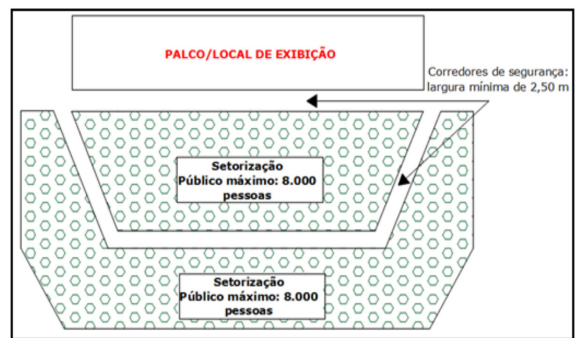 PALCO/LOCAL DE EXIBIÇÃO
Corredores de segurança:
largura mínima de 2,50 m
Setorização
Público máximo: 8.000
pessoas
Setorização
Público máximo: 8.000
pessoas